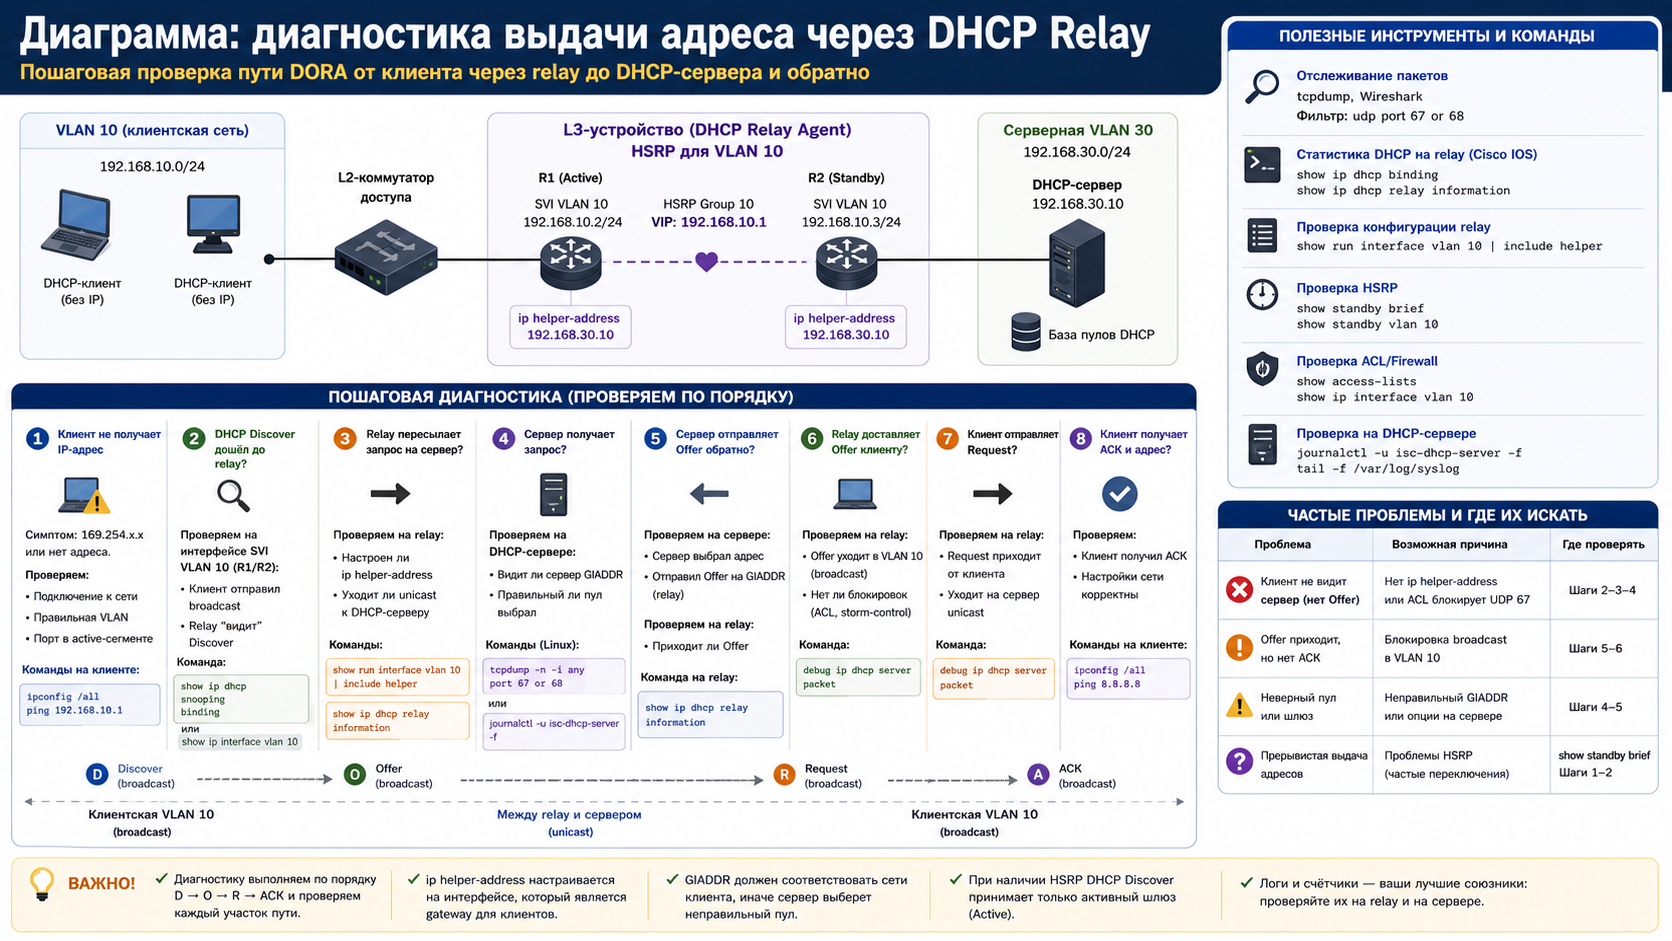 Диаграмма: диагностика выдачи адреса через DHCP Relay
Пошаговая проверка пути DORA от клиента через relay до DHCP-сервера и обратно
VLAN 10 (клиентская сеть)
192.168.10.0/24
DHCP-клиент
(без IP)
DHCP-клиент
(без IP)
L2-коммутатор
доступа
L3-устройство (DHCP Relay Agent)
HSRP для VLAN 10
R1 (Active)
SVI VLAN 10
192.168.10.2/24
HSRP Group 10
VIP: 192.168.10.1
R2 (Standby)
SVI VLAN 10
192.168.10.3/24
ip helper-address
192.168.30.10
ip helper-address
192.168.30.10
Серверная VLAN 30
192.168.30.0/24
DHCP-сервер
192.168.30.10
База пулов DHCP
ПОШАГОВАЯ ДИАГНОСТИКА (ПРОВЕРЯЕМ ПО ПОРЯДКУ)
1 Клиент не получает
IP-адрес
Симптом: 169.254.x.x
или нет адреса.
Проверяем:
• Подключение к сети
• Правильная VLAN
• Порт в active-сегменте
Команды на клиенте:
ipconfig /all
ping 192.168.10.1
2 DHCP Discover
дошёл до
relay?
Проверяем на
интерфейсе SVI
VLAN 10 (R1/R2):
• Клиент отправил
broadcast
• Relay "видит"
Discover
Команда:
show ip dhcp
snooping
binding
или
show ip interface vlan 10
3 Relay пересылает
запрос на сервер?
Проверяем на relay:
• Настроен ли
ip helper-address
• Уходит ли unicast
к DHCP-серверу
Команды:
show run interface vlan 10
| include helper
show ip dhcp relay
information
4 Сервер получает
запрос?
Проверяем на
DHCP-сервере:
• Видит ли сервер GIADDR
• Правильный ли пул
выбрал
Команды (Linux):
tcpdump -n -i any
port 67 or 68
или
journalctl -u isc-dhcp-server
-f
5 Сервер отправляет
Offer обратно?
Проверяем на сервере:
• Сервер выбрал адрес
• Отправил Offer на GIADDR
(relay)
Проверяем на relay:
• Приходит ли Offer
Команда на relay:
show ip dhcp relay
information
6 Relay доставляет
Offer клиенту?
Проверяем на relay:
• Offer уходит в VLAN 10
(broadcast)
• Нет ли блокировок
(ACL, storm-control)
Команда:
debug ip dhcp server
packet
7 Клиент отправляет
Request?
Проверяем на relay:
• Request приходит
от клиента
• Уходит на сервер
unicast
Команда:
debug ip dhcp server
packet
8 Клиент получает
ACK и адрес?
Проверяем:
• Клиент получил ACK
• Настройки сети
корректны
Команды на клиенте:
ipconfig /all
ping 8.8.8.8
D Discover
(broadcast)
O Offer
(broadcast)
R Request
(broadcast)
A ACK
(broadcast)
Клиентская VLAN 10
(broadcast)
Между relay и сервером
(unicast)
Клиентская VLAN 10
(broadcast)
ПОЛЕЗНЫЕ ИНСТРУМЕНТЫ И КОМАНДЫ
Отслеживание пакетов
tcpdump, Wireshark
Фильтр: udp port 67 or 68
Статистика DHCP на relay (Cisco IOS)
show ip dhcp binding
show ip dhcp relay information
Проверка конфигурации relay
show run interface vlan 10 | include helper
Проверка HSRP
show standby brief
show standby vlan 10
Проверка ACL/Firewall
show access-lists
show ip interface vlan 10
Проверка на DHCP-сервере
journalctl -u isc-dhcp-server -f
tail -f /var/log/syslog
ЧАСТЫЕ ПРОБЛЕМЫ И ГДЕ ИХ ИСКАТЬ
Проблема Возможная причина Где проверять
Клиент не видит
сервер (нет Offer)
Нет ip helper-address
или ACL блокирует UDP 67
Шаги 2–3–4
Offer приходит,
но нет ACK
Блокировка broadcast
в VLAN 10
Шаги 5–6
Неверный пул
или шлюз
Неправильный GIADDR
или опции на сервере
Шаги 4–5
Прерывистая выдача
адресов
Проблемы HSRP
(частые переключения)
show standby brief
Шаги 1–2
ВАЖНО!
Диагностику выполняем по порядку
D → O → R → ACK и проверяем
каждый участок пути.
ip helper-address настраивается
на интерфейсе, который является
gateway для клиентов.
GIADDR должен соответствовать сети
клиента, иначе сервер выберет
неправильный пул.
При наличии HSRP DHCP Discover
принимает только активный шлюз
(Active).
Логи и счётчики — ваши лучшие союзники:
проверяйте их на relay и на сервере.